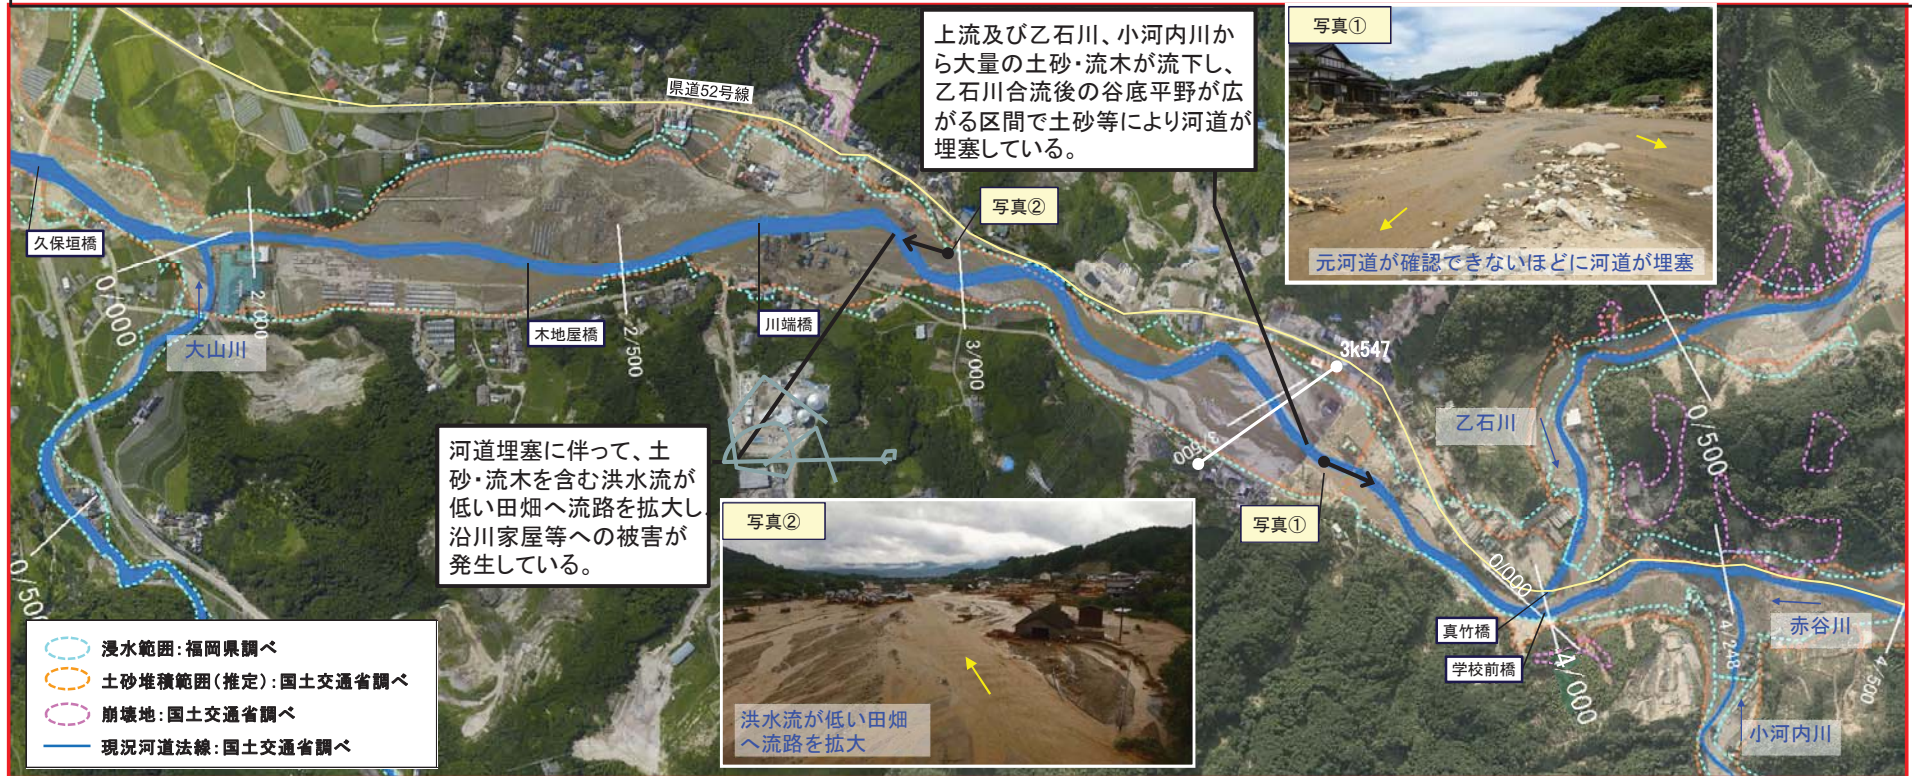 県道52号線
上流及び乙石川、小河内川か
ら大量の土砂・流木が流下し、
乙石川合流後の谷底平野が広
がる区間で土砂等により河道が
埋塞している。
写真①
元河道が確認できないほどに河道が埋塞
写真②
久保垣橋
0/000
大山川
2/000
木地屋橋
2/500
川端橋
3/000
3k547
3/500
乙石川
0/500
写真①
河道埋塞に伴って、土
砂・流木を含む洪水流が
低い田畑へ流路を拡大し、
沿川家屋等への被害が
発生している。
写真②
洪水流が低い田畑
へ流路を拡大
0/500
0/000
真竹橋
学校前橋
4/000
4/248
赤谷川
4/500
小河内川
浸水範囲：福岡県調べ
土砂堆積範囲（推定）：国土交通省調べ
崩壊地：国土交通省調べ
現況河道法線：国土交通省調べ